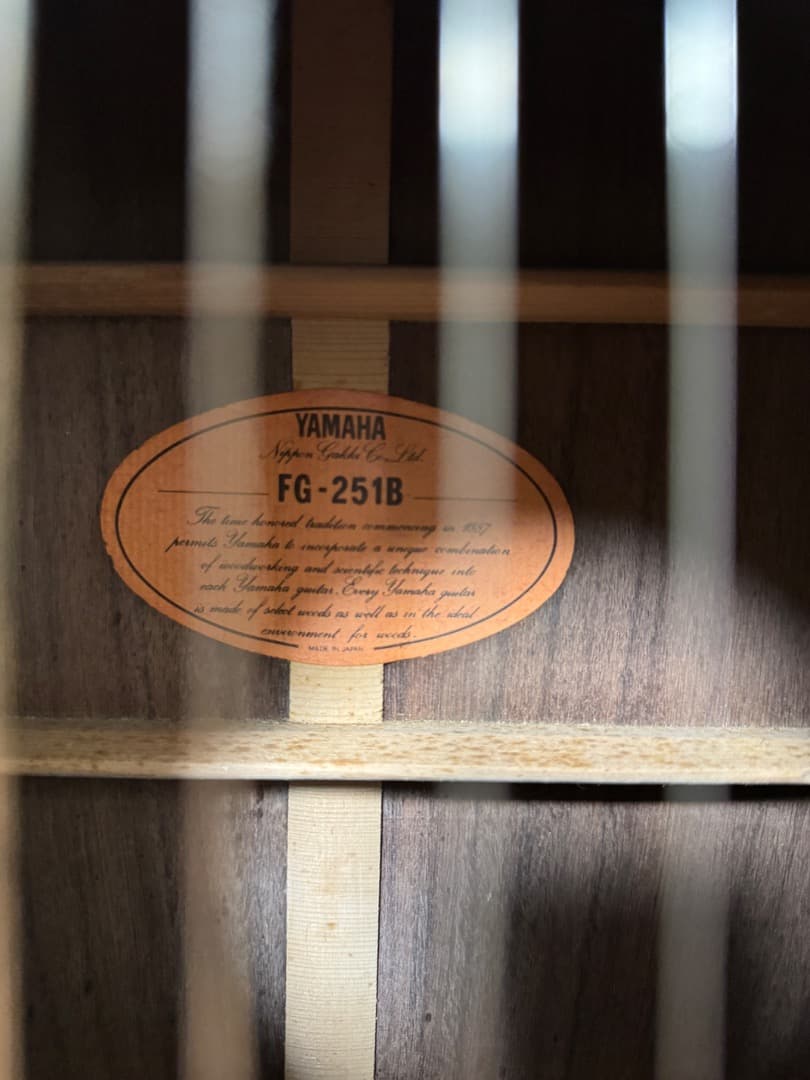 YAMAHA
Nippon Gakki Co., Ltd.
FG-251B
The time honored tradition commencing in 1887
permits Yamaha to incorporate a unique combination
of woodworking and scientific technique into
each Yamaha guitar. Every Yamaha guitar
is made of select woods as well as in the ideal
environment for woods.
MADE IN JAPAN